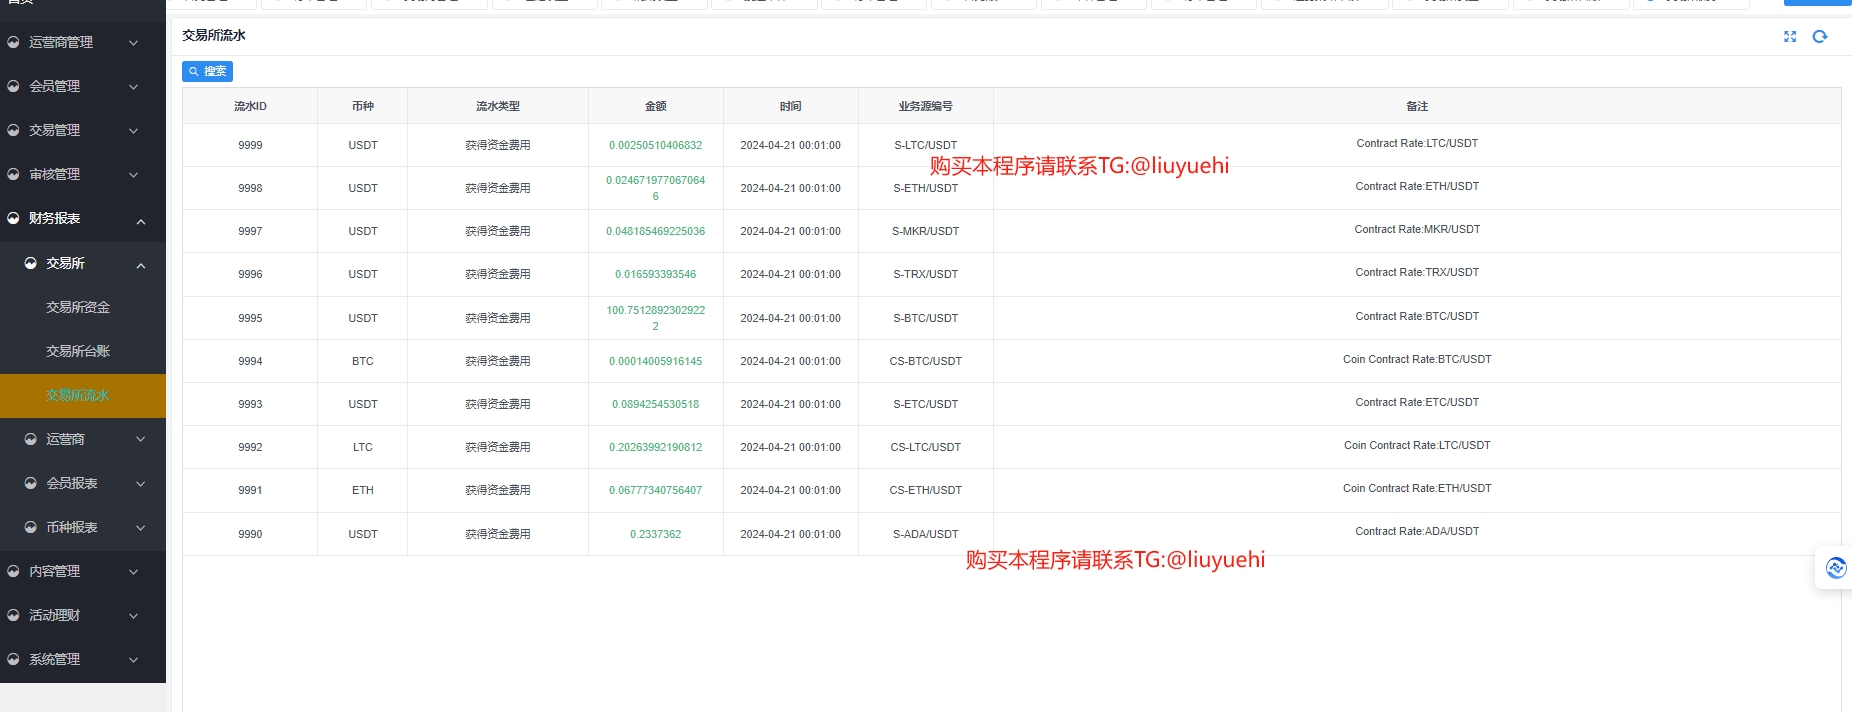 首页
运营商管理
会员管理
交易管理
审核管理
财务报表
交易所
交易所资金
交易所台账
交易所流水
运营商
会员报表
币种报表
内容管理
活动理财
系统管理
交易所流水
搜索
流水ID 币种 流水类型 金额 时间 业务源编号 备注
9999 USDT 获得资金费用 0.00250510406832 2024-04-21 00:01:00 S-LTC/USDT Contract Rate:LTC/USDT
购买本程序请联系TG:@liuyuehi
9998 USDT 获得资金费用 0.024671977067064 2024-04-21 00:01:00 S-ETH/USDT Contract Rate:ETH/USDT
6
9997 USDT 获得资金费用 0.048185469225036 2024-04-21 00:01:00 S-MKR/USDT Contract Rate:MKR/USDT
9996 USDT 获得资金费用 0.016593393546 2024-04-21 00:01:00 S-TRX/USDT Contract Rate:TRX/USDT
9995 USDT 获得资金费用 100.7512892302922 2024-04-21 00:01:00 S-BTC/USDT Contract Rate:BTC/USDT
2
9994 BTC 获得资金费用 0.00014005916145 2024-04-21 00:01:00 CS-BTC/USDT Coin Contract Rate:BTC/USDT
9993 USDT 获得资金费用 0.0894254530518 2024-04-21 00:01:00 S-ETC/USDT Contract Rate:ETC/USDT
9992 LTC 获得资金费用 0.20263992190812 2024-04-21 00:01:00 CS-LTC/USDT Coin Contract Rate:LTC/USDT
9991 ETH 获得资金费用 0.06777340756407 2024-04-21 00:01:00 CS-ETH/USDT Coin Contract Rate:ETH/USDT
9990 USDT 获得资金费用 0.2337362 2024-04-21 00:01:00 S-ADA/USDT Contract Rate:ADA/USDT
购买本程序请联系TG:@liuyuehi